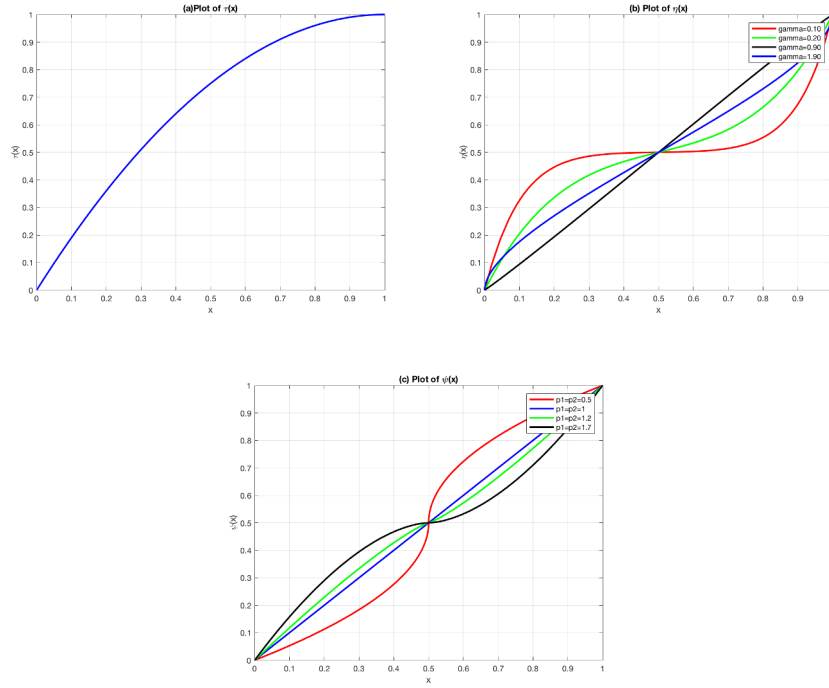 (a)Plot of τ(x)
1
0.9
0.8
0.7
0.6
0.5
0.4
0.3
0.2
0.1
0
τ(x)
0 0.1 0.2 0.3 0.4 0.5 0.6 0.7 0.8 0.9 1
x
(b) Plot of η(x)
gamma=0.10
gamma=0.20
gamma=0.90
gamma=1.90
1
0.9
0.8
0.7
0.6
0.5
0.4
0.3
0.2
0.1
0
η(x)
0 0.1 0.2 0.3 0.4 0.5 0.6 0.7 0.8 0.9
x
(c) Plot of ψ(x)
p1=p2=0.5
p1=p2=1
p1=p2=1.2
p1=p2=1.7
1
0.9
0.8
0.7
0.6
0.5
0.4
0.3
0.2
0.1
0
ψ(x)
0 0.1 0.2 0.3 0.4 0.5 0.6 0.7 0.8 0.9 1
x